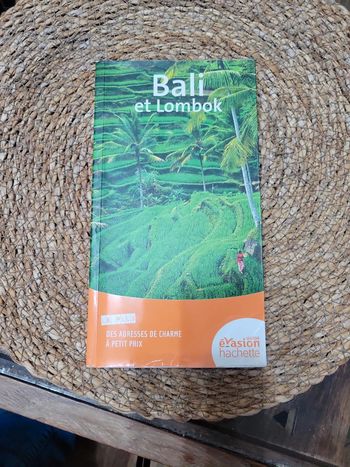 Bali
et Lombok
DES ADRESSES DE CHARME
À PETIT PRIX
évasion
hachette